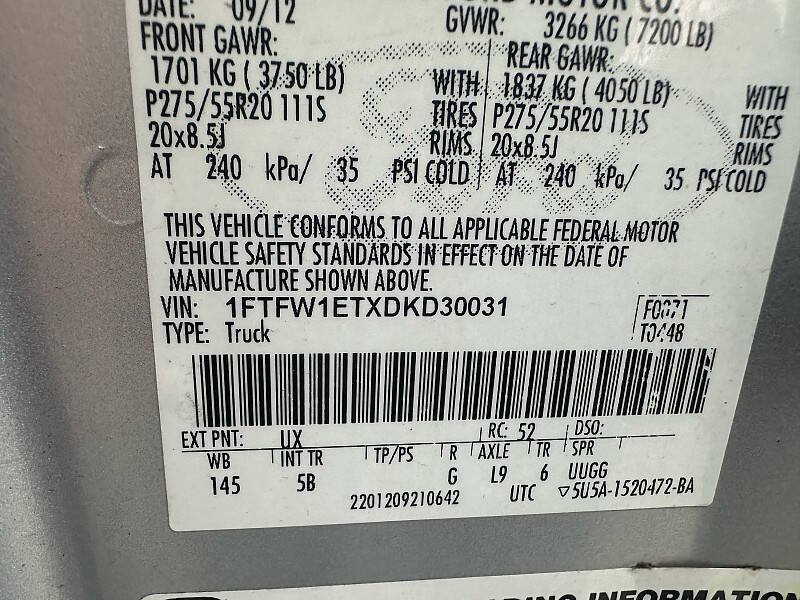 DATE: 09/12 MOTOR CO.
GVWR: 3266 KG ( 7200 LB)
FRONT GAWR: REAR GAWR:
1701 KG ( 3750 LB) WITH 1837 KG ( 4050 LB) WITH
P275/55R20 111S TIRES P275/55R20 111S TIRES
20x8.5J RIMS 20x8.5J RIMS
AT 240 kPa/ 35 PSI COLD AT 240 kPa/ 35 PSI COLD
THIS VEHICLE CONFORMS TO ALL APPLICABLE FEDERAL MOTOR
VEHICLE SAFETY STANDARDS IN EFFECT ON THE DATE OF
MANUFACTURE SHOWN ABOVE.
VIN: 1FTFW1ETXDKD30031 F0071
TYPE: Truck T0448
EXT PNT: UX RC: 52 DSO:
WB INT TR TP/PS R AXLE TR SPR
145 5B G L9 6 UUGG
2201209210642 UTC ▽5U5A-1520472-BA
INFORMATION